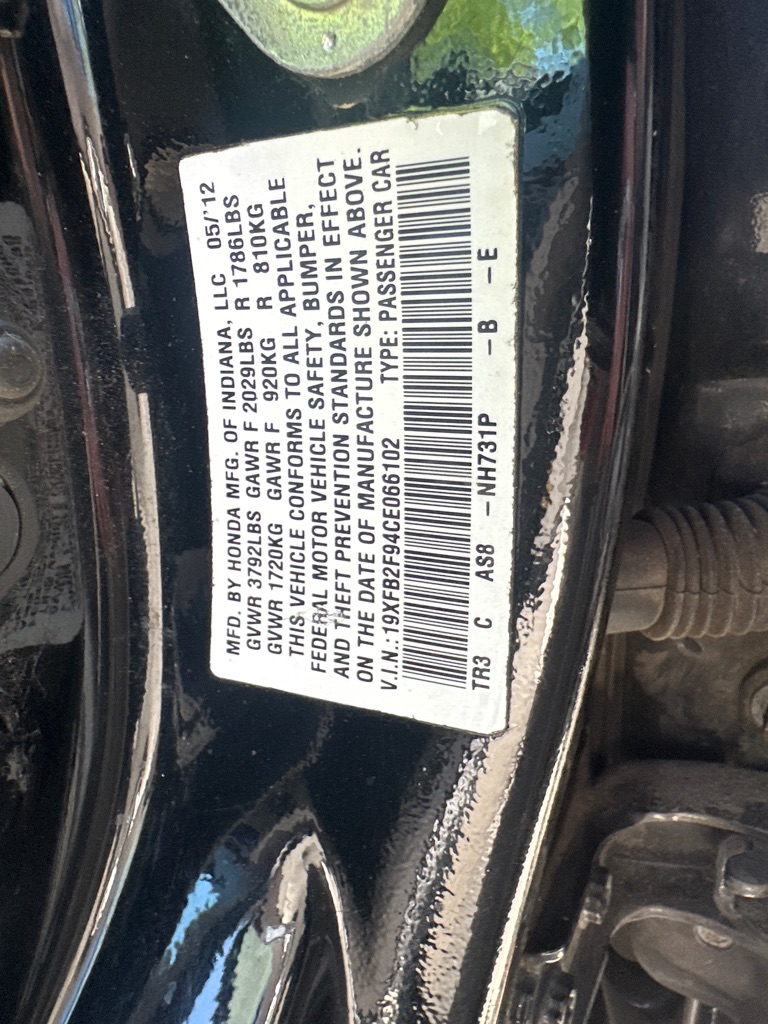 MFD. BY HONDA MFG. OF INDIANA, LLC 05/'12
GVWR 3792LBS GAWR F 2029LBS R 1786LBS
GVWR 1720KG GAWR F 920KG R 810KG
THIS VEHICLE CONFORMS TO ALL APPLICABLE
FEDERAL MOTOR VEHICLE SAFETY, BUMPER,
AND THEFT PREVENTION STANDARDS IN EFFECT
ON THE DATE OF MANUFACTURE SHOWN ABOVE.
V.I.N.:19XFB2F94CE066102 TYPE: PASSENGER CAR
TR3 C AS8 -NH731P -B -E